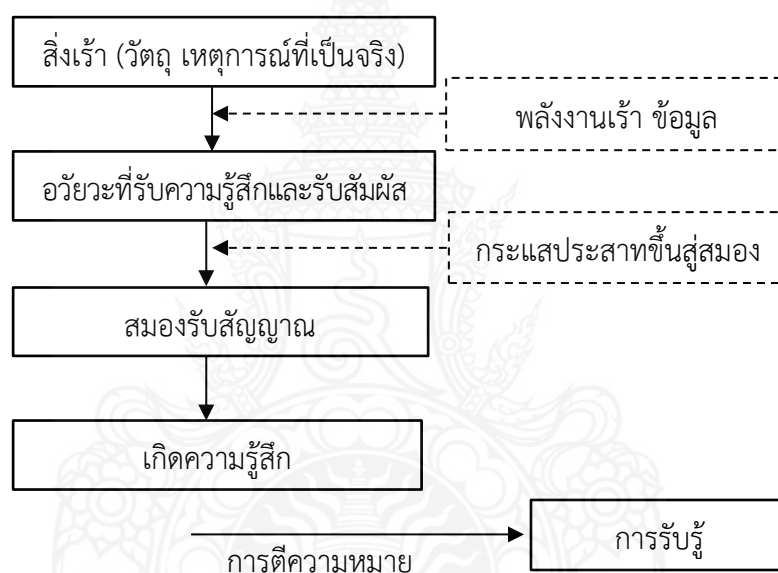 สิ่งเร้า (วัตถุ เหตุการณ์ที่เป็นจริง)
พลังงานเร้า ข้อมูล
อวัยวะที่รับความรู้สึกและรับสัมผัส
กระแสประสาทขึ้นสู่สมอง
สมองรับสัญญาณ
เกิดความรู้สึก
การตีความหมาย
การรับรู้